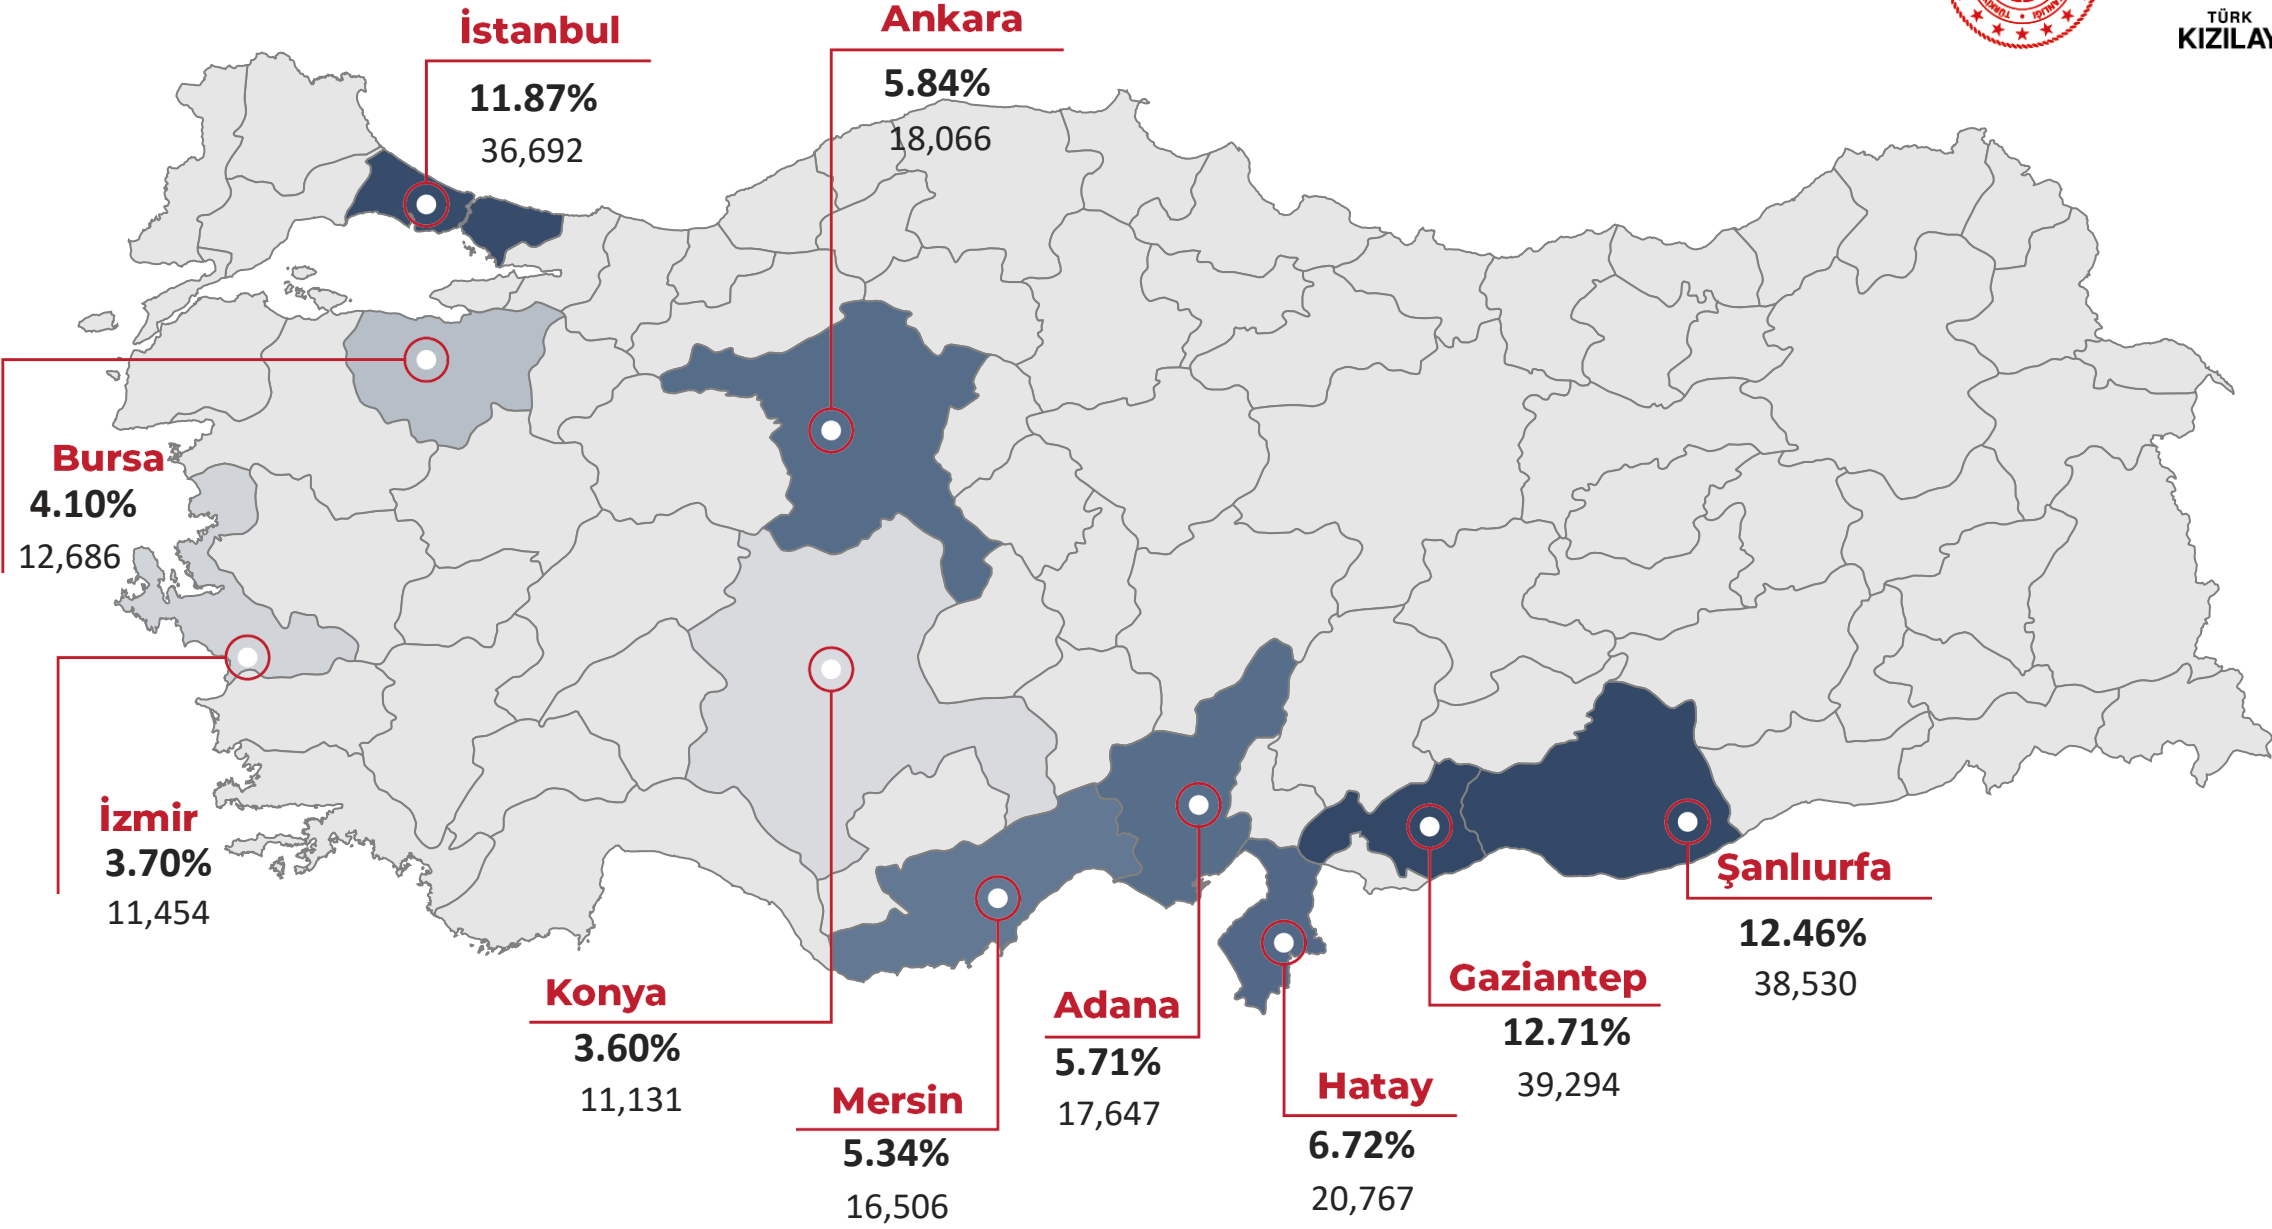 İstanbul
11.87%
36,692
Ankara
5.84%
18,066
TÜRK
KIZILAY
Bursa
4.10%
12,686
İzmir
3.70%
11,454
Konya
3.60%
11,131
Mersin
5.34%
16,506
Adana
5.71%
17,647
Hatay
6.72%
20,767
Gaziantep
12.71%
39,294
Şanlıurfa
12.46%
38,530